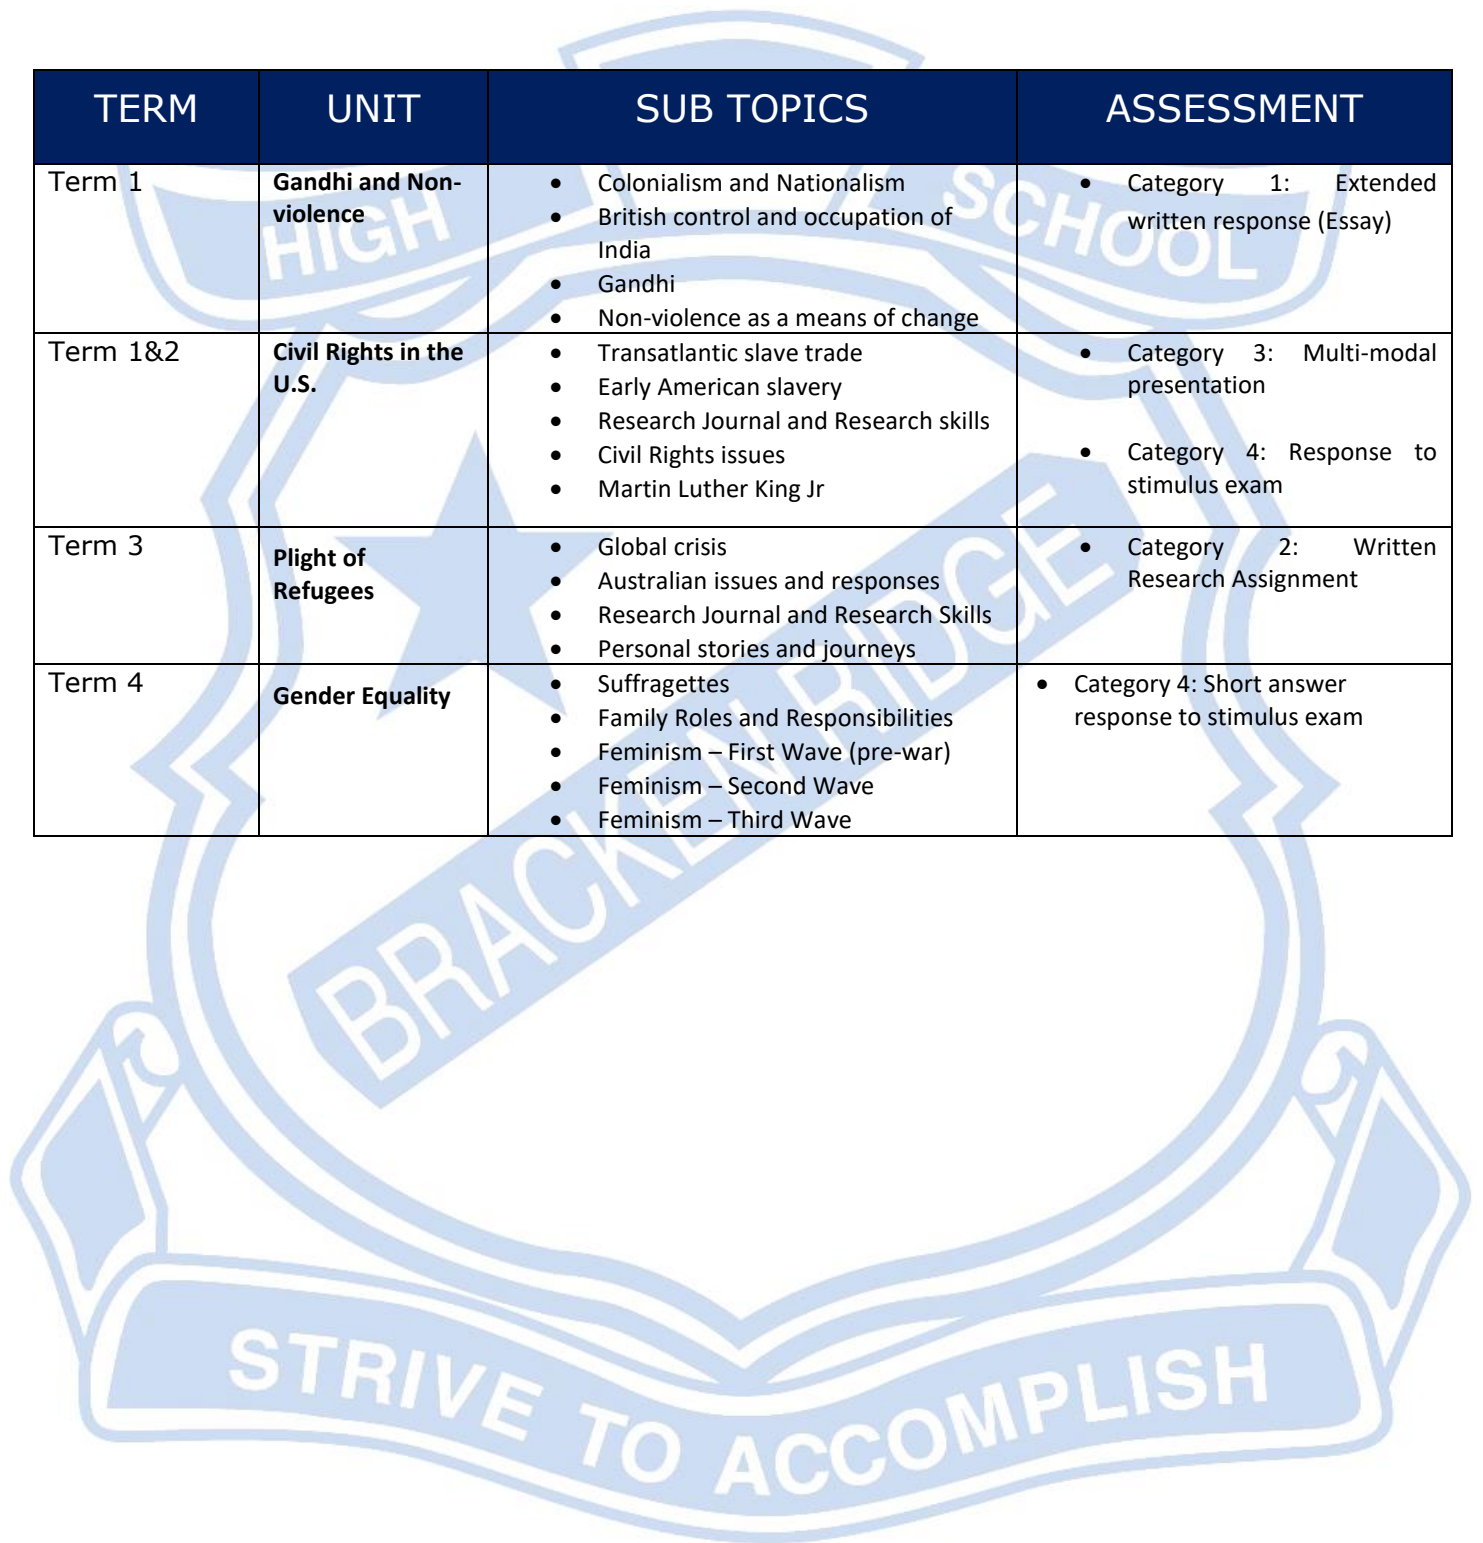 TERM
UNIT
SUB TOPICS
ASSESSMENT
Term 1
Gandhi and Non-
violence
• Colonialism and Nationalism
• British control and occupation of
India
• Gandhi
• Non-violence as a means of change
• Category 1: Extended
written response (Essay)
Term 1&2
Civil Rights in the
U.S.
• Transatlantic slave trade
• Early American slavery
• Research Journal and Research skills
• Civil Rights issues
• Martin Luther King Jr
• Category 3: Multi-modal
presentation
• Category 4: Response to
stimulus exam
Term 3
Plight of
Refugees
• Global crisis
• Australian issues and responses
• Research Journal and Research Skills
• Personal stories and journeys
• Category 2: Written
Research Assignment
Term 4
Gender Equality
• Suffragettes
• Family Roles and Responsibilities
• Feminism – First Wave (pre-war)
• Feminism – Second Wave
• Feminism – Third Wave
• Category 4: Short answer
response to stimulus exam
HIGH SCHOOL
BRACKEN RIDGE
STRIVE TO ACCOMPLISH